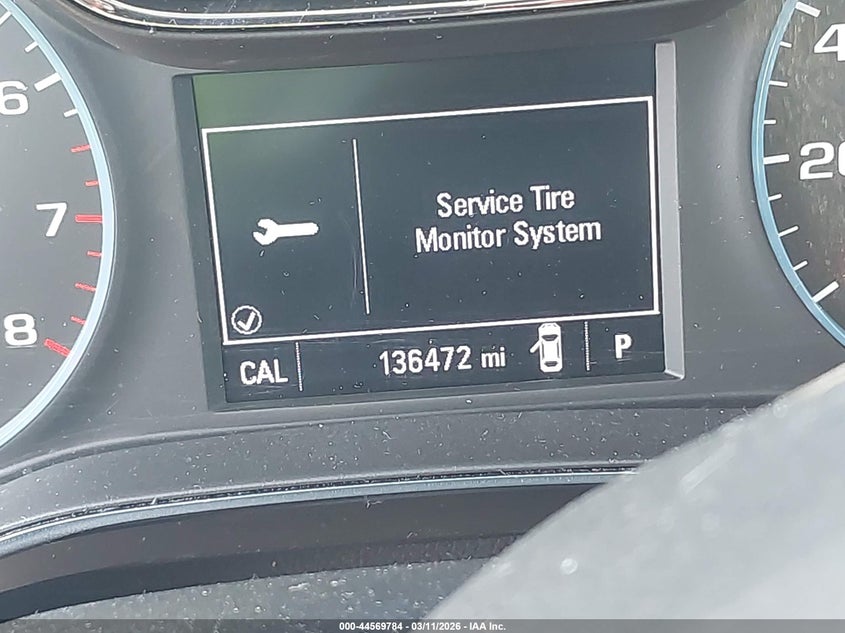 6
7
8
Service Tire
Monitor System
CAL
136472 mi
P
4
20
000-44569784 - 03/11/2026 - IAA Inc.